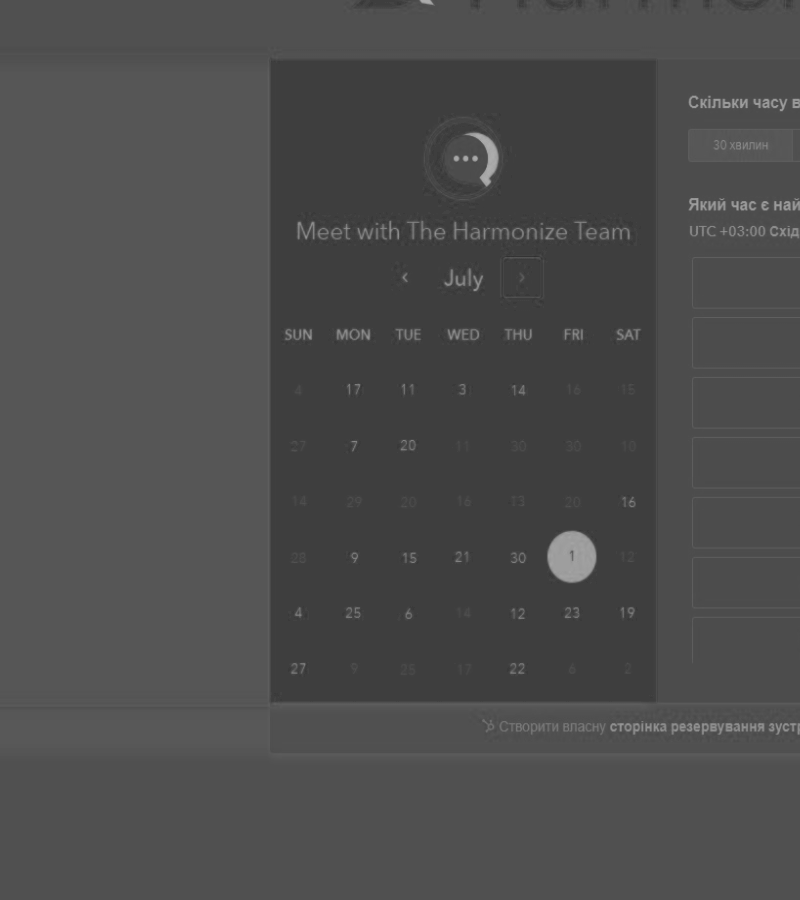 Скільки часу в
30 хвилин
Meet with The Harmonize Team
Який час є най
UTC +03:00 Схід
‹ July ›
SUN MON TUE WED THU FRI SAT
4 17 11 3 14 16 15
27 7 20 11 30 30 10
14 29 20 16 13 20 16
28 9 15 21 30 1 12
4 25 6 14 12 23 19
27 9 25 17 22 6 2
Створити власну сторінка резервування зустр